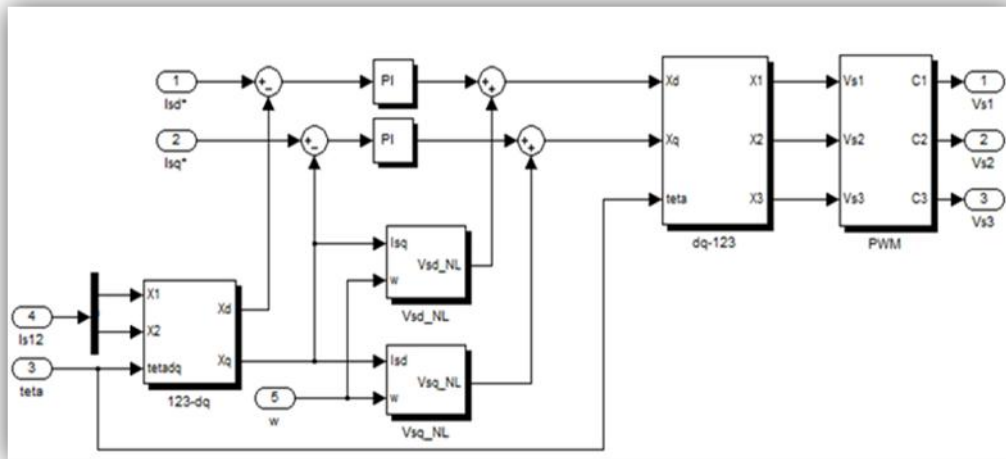 1
Isd*
+
−
PI
+
+
2
Isq*
+
−
PI
+
+
Xd
Xq
teta
X1
X2
X3
dq-123
Vs1
Vs2
Vs3
C1
C2
C3
PWM
1
Vs1
2
Vs2
3
Vs3
Isq
w
Vsd_NL
Vsd_NL
4
Is12
3
teta
X1
X2
tetadq
Xd
Xq
123-dq
5
w
Isd
w
Vsq_NL
Vsq_NL